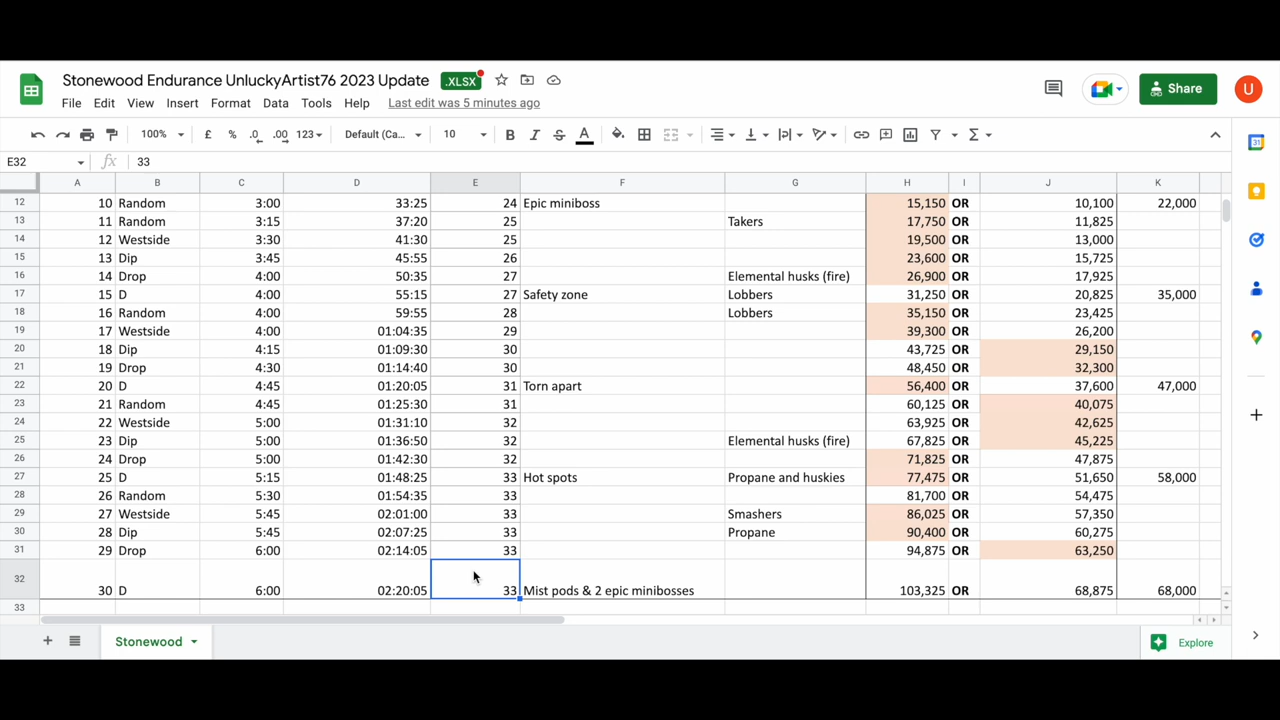 Stonewood Endurance UnluckyArtist76 2023 Update .XLSX
File Edit View Insert Format Data Tools Help Last edit was 5 minutes ago
Share
U
100% £ % .0 .00 123 Default (Ca... 10 B I S A Σ
E32 fx 33
31
A B C D E F G H I J K
12 10 Random 3:00 33:25 24 Epic miniboss 15,150 OR 10,100 22,000
13 11 Random 3:15 37:20 25 Takers 17,750 OR 11,825
14 12 Westside 3:30 41:30 25 19,500 OR 13,000
15 13 Dip 3:45 45:55 26 23,600 OR 15,725
16 14 Drop 4:00 50:35 27 Elemental husks (fire) 26,900 OR 17,925
17 15 D 4:00 55:15 27 Safety zone Lobbers 31,250 OR 20,825 35,000
18 16 Random 4:00 59:55 28 Lobbers 35,150 OR 23,425
19 17 Westside 4:00 01:04:35 29 39,300 OR 26,200
20 18 Dip 4:15 01:09:30 30 43,725 OR 29,150
21 19 Drop 4:30 01:14:40 30 48,450 OR 32,300
22 20 D 4:45 01:20:05 31 Torn apart 56,400 OR 37,600 47,000
23 21 Random 4:45 01:25:30 31 60,125 OR 40,075
24 22 Westside 5:00 01:31:10 32 63,925 OR 42,625
25 23 Dip 5:00 01:36:50 32 Elemental husks (fire) 67,825 OR 45,225
26 24 Drop 5:00 01:42:30 32 71,825 OR 47,875
27 25 D 5:15 01:48:25 33 Hot spots Propane and huskies 77,475 OR 51,650 58,000
28 26 Random 5:30 01:54:35 33 81,700 OR 54,475
29 27 Westside 5:45 02:01:00 33 Smashers 86,025 OR 57,350
30 28 Dip 5:45 02:07:25 33 Propane 90,400 OR 60,275
31 29 Drop 6:00 02:14:05 33 94,875 OR 63,250
32 30 D 6:00 02:20:05 33 Mist pods & 2 epic minibosses 103,325 OR 68,875 68,000
33
Stonewood Explore